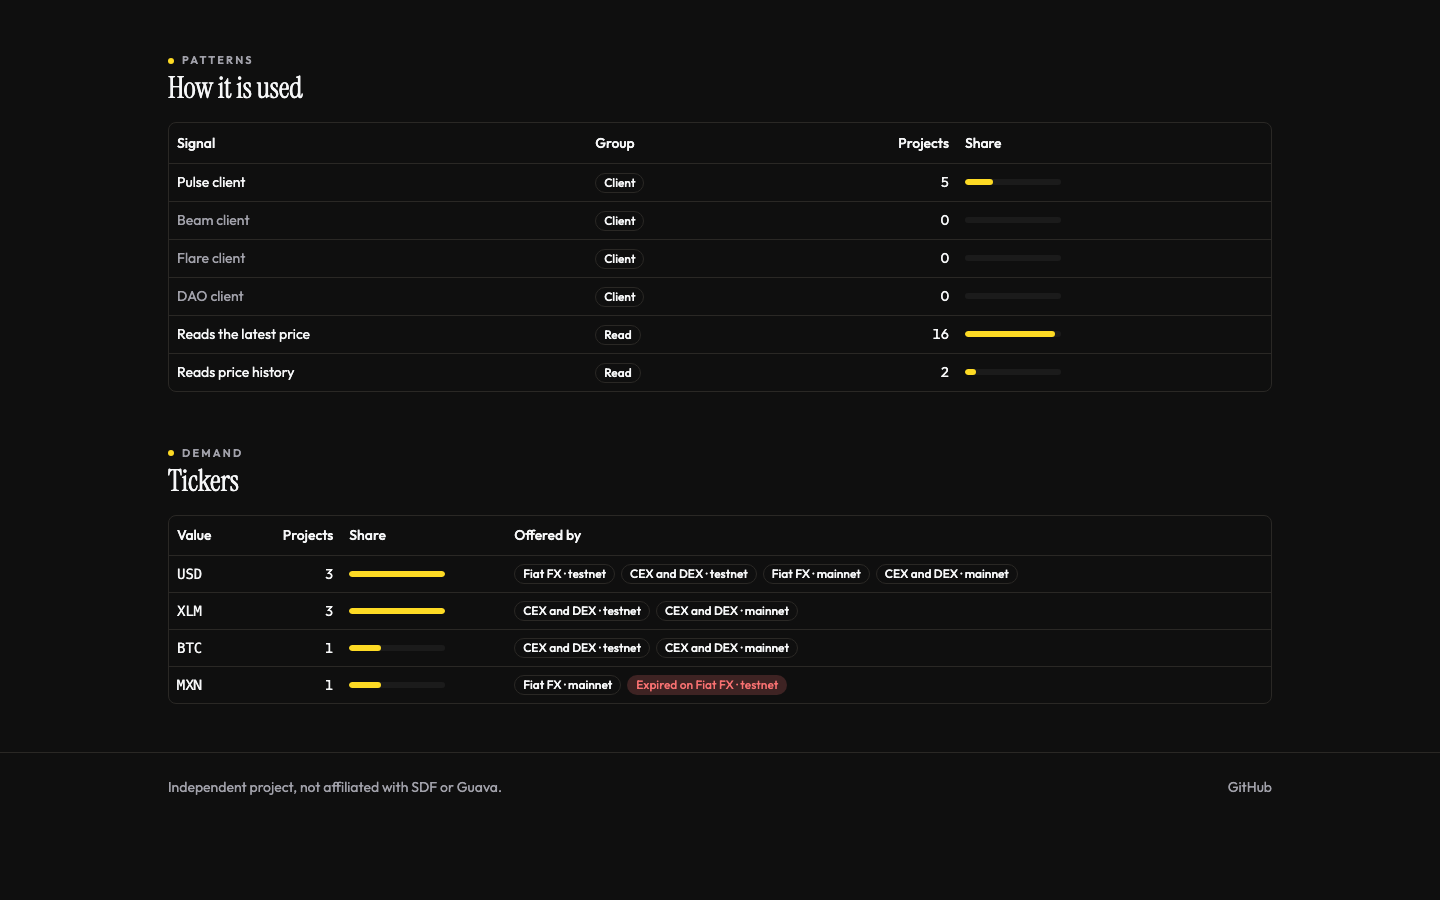 PATTERNS
How it is used
Signal Group Projects Share
Pulse client Client 5
Beam client Client 0
Flare client Client 0
DAO client Client 0
Reads the latest price Read 16
Reads price history Read 2
DEMAND
Tickers
Value Projects Share Offered by
USD 3 Fiat FX · testnet CEX and DEX · testnet Fiat FX · mainnet CEX and DEX · mainnet
XLM 3 CEX and DEX · testnet CEX and DEX · mainnet
BTC 1 CEX and DEX · testnet CEX and DEX · mainnet
MXN 1 Fiat FX · mainnet Expired on Fiat FX · testnet
Independent project, not affiliated with SDF or Guava. GitHub